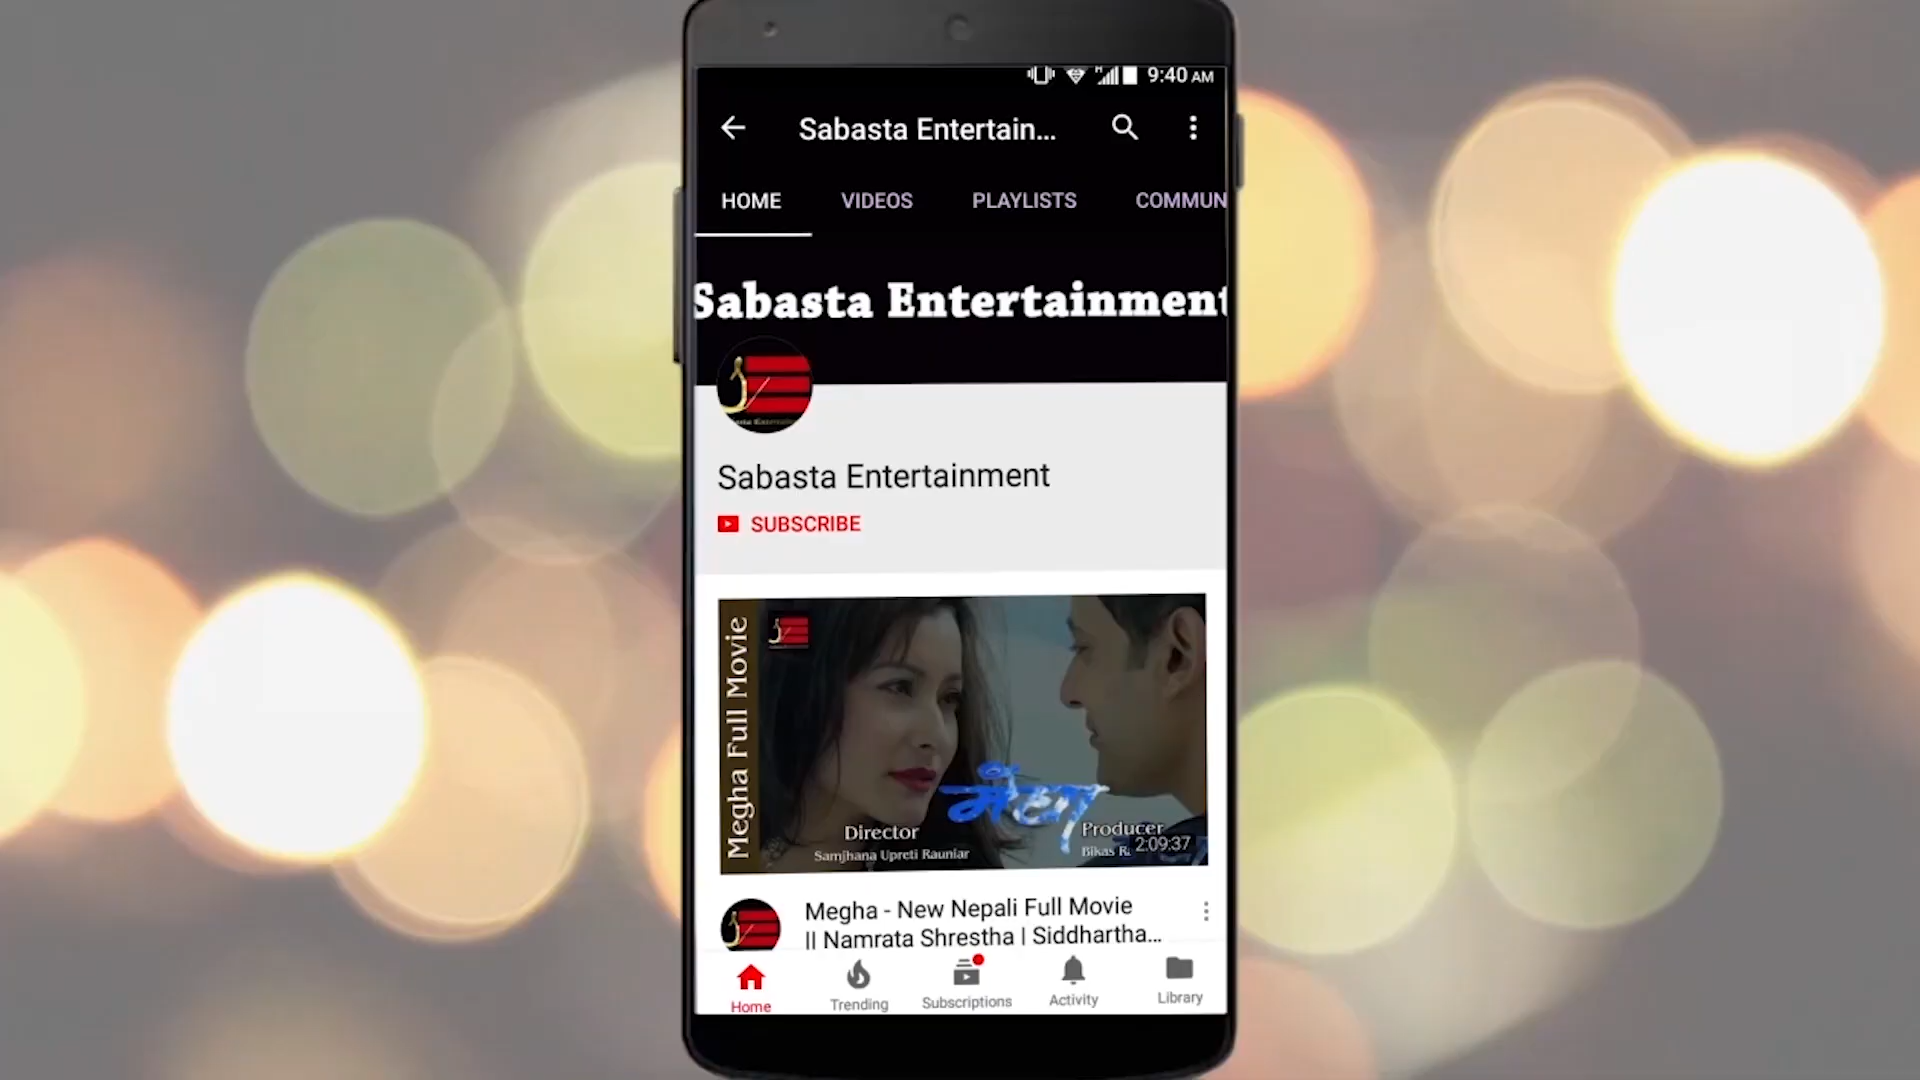 9:40 AM
Sabasta Entertain...
HOME VIDEOS PLAYLISTS COMMUN
Sabasta Entertainment
Sabasta Entertainment
SUBSCRIBE
Megha Full Movie
मेघा
Director
Samjhana Upreti Rauniar
Producer
Bikas R
2:09:37
Megha - New Nepali Full Movie
|| Namrata Shrestha | Siddhartha...
Home Trending Subscriptions Activity Library